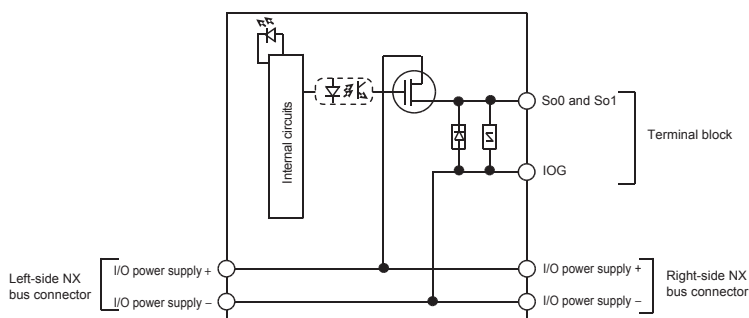 Internal circuits
So0 and So1
Terminal block
IOG
Left-side NX
bus connector
I/O power supply +
I/O power supply –
I/O power supply +
I/O power supply –
Right-side NX
bus connector